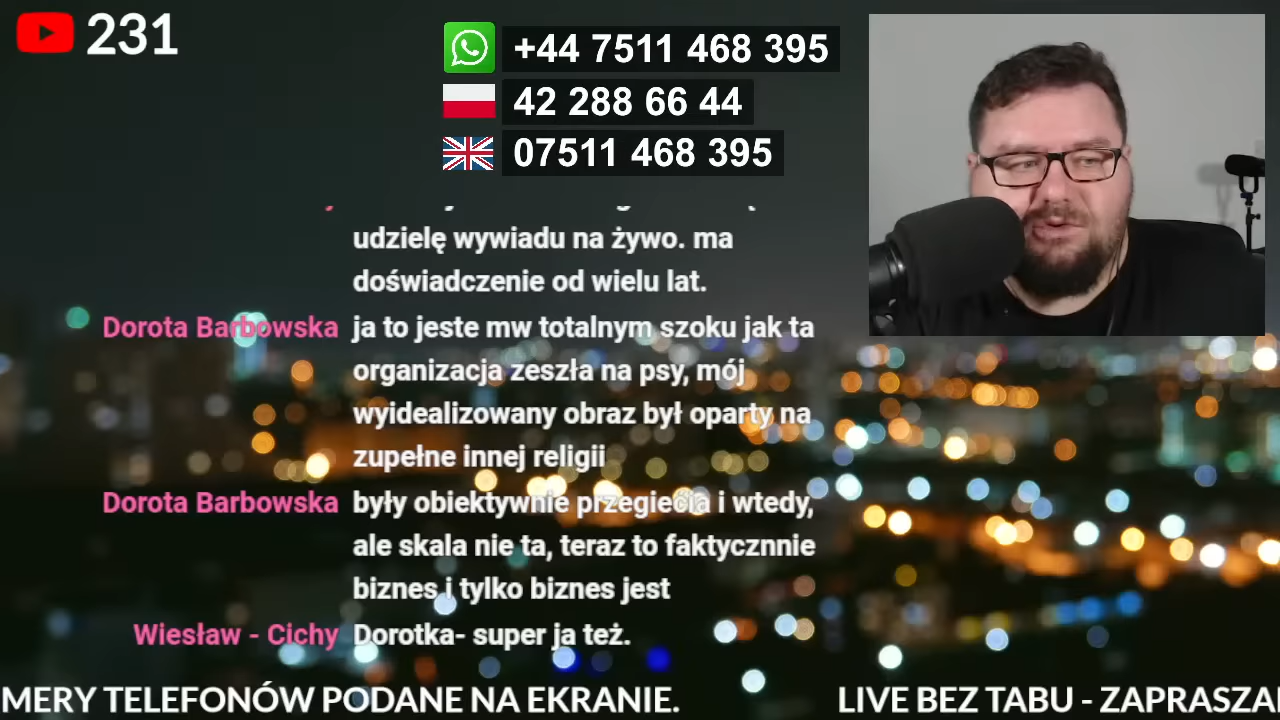 231
+44 7511 468 395
42 288 66 44
07511 468 395
udzielę wywiadu na żywo. ma
doświadczenie od wielu lat.
Dorota Barbowska ja to jeste mw totalnym szoku jak ta
organizacja zeszła na psy, mój
wyidealizowany obraz był oparty na
zupełne innej religii
Dorota Barbowska były obiektywnie przegiećia i wtedy,
ale skala nie ta, teraz to faktycznnie
biznes i tylko biznes jest
Wiesław - Cichy Dorotka- super ja też.
MERY TELEFONÓW PODANE NA EKRANIE. LIVE BEZ TABU - ZAPRASZA